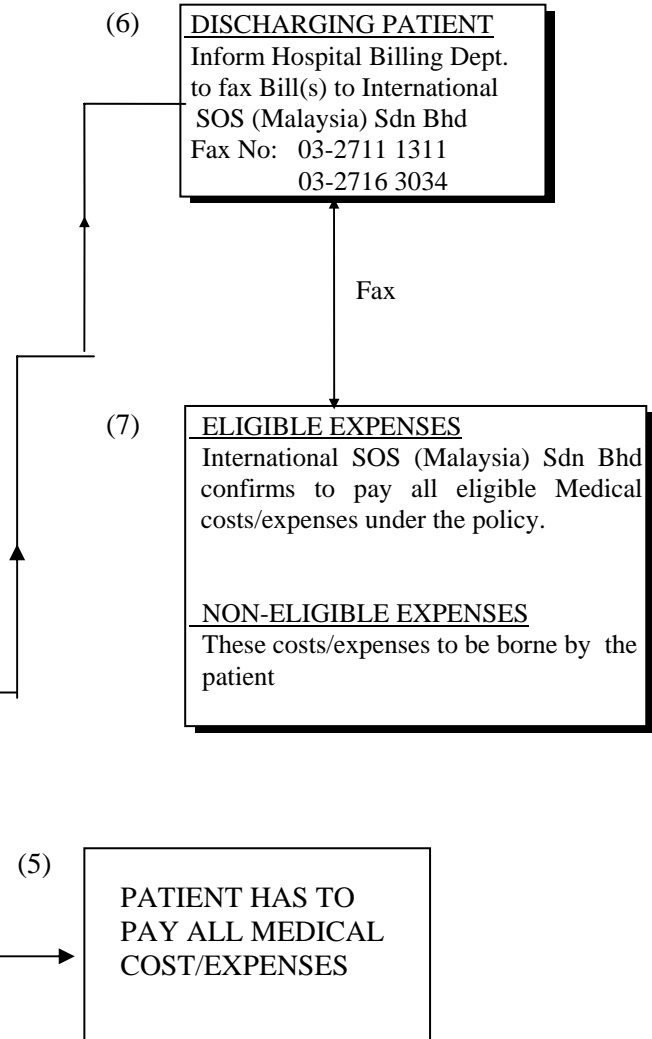 (6)
DISCHARGING PATIENT
Inform Hospital Billing Dept.
to fax Bill(s) to International
SOS (Malaysia) Sdn Bhd
Fax No: 03-2711 1311
03-2716 3034
Fax
(7)
ELIGIBLE EXPENSES
International SOS (Malaysia) Sdn Bhd
confirms to pay all eligible Medical
costs/expenses under the policy.
NON-ELIGIBLE EXPENSES
These costs/expenses to be borne by the
patient
(5)
PATIENT HAS TO
PAY ALL MEDICAL
COST/EXPENSES